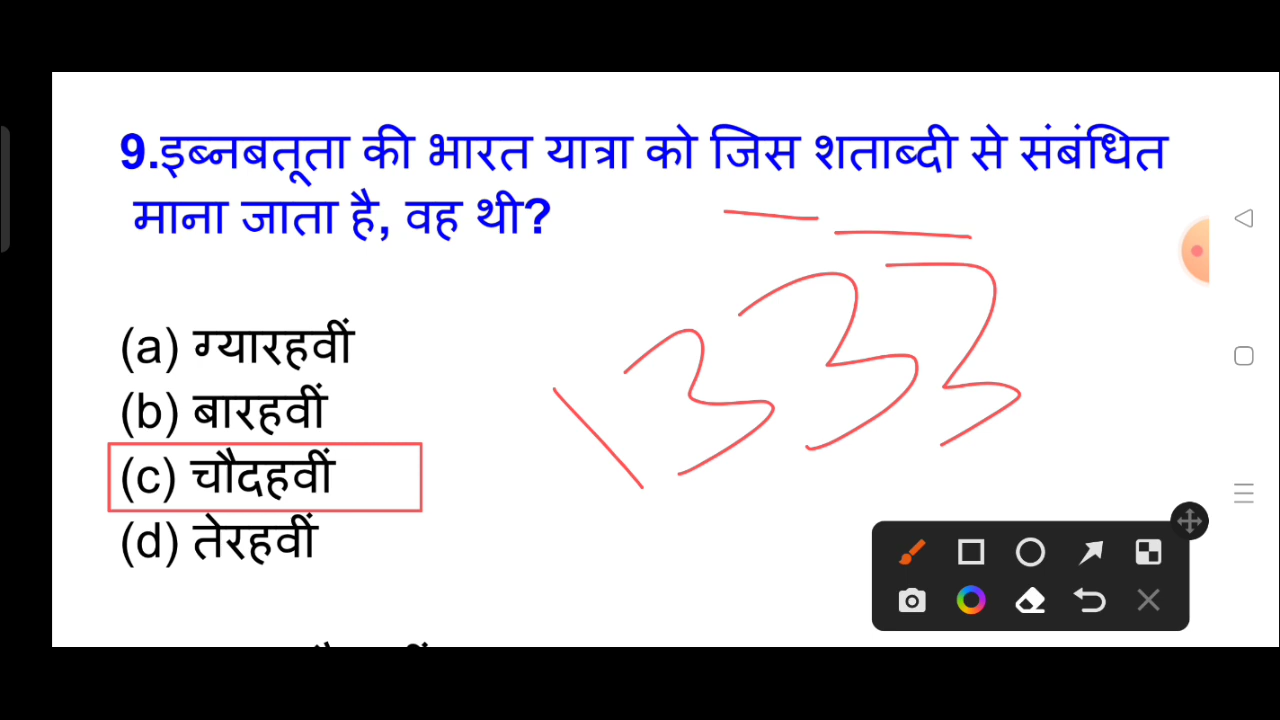 9.इब्नबतूता की भारत यात्रा को जिस शताब्दी से संबंधित
माना जाता है, वह थी?
1333
(a) ग्यारहवीं
(b) बारहवीं
(c) चौदहवीं
(d) तेरहवीं